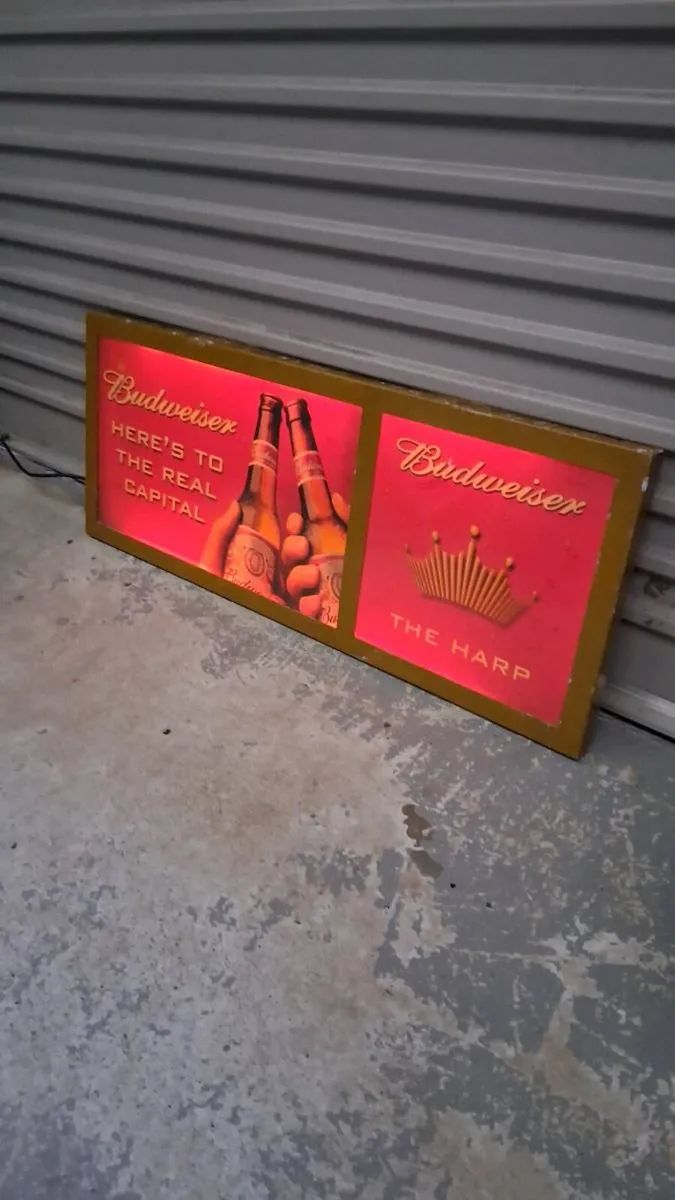 Budweiser
HERE'S TO
THE REAL
CAPITAL
Budweiser
THE HARP